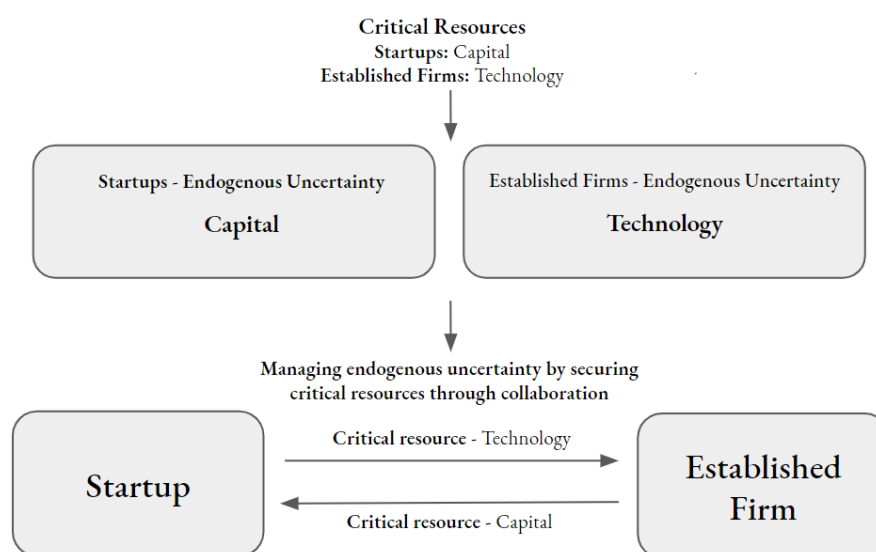 Critical Resources
Startups: Capital
Established Firms: Technology
Startups - Endogenous Uncertainty
Capital
Established Firms - Endogenous Uncertainty
Technology
Managing endogenous uncertainty by securing
critical resources through collaboration
Startup
Critical resource - Technology
Critical resource - Capital
Established
Firm